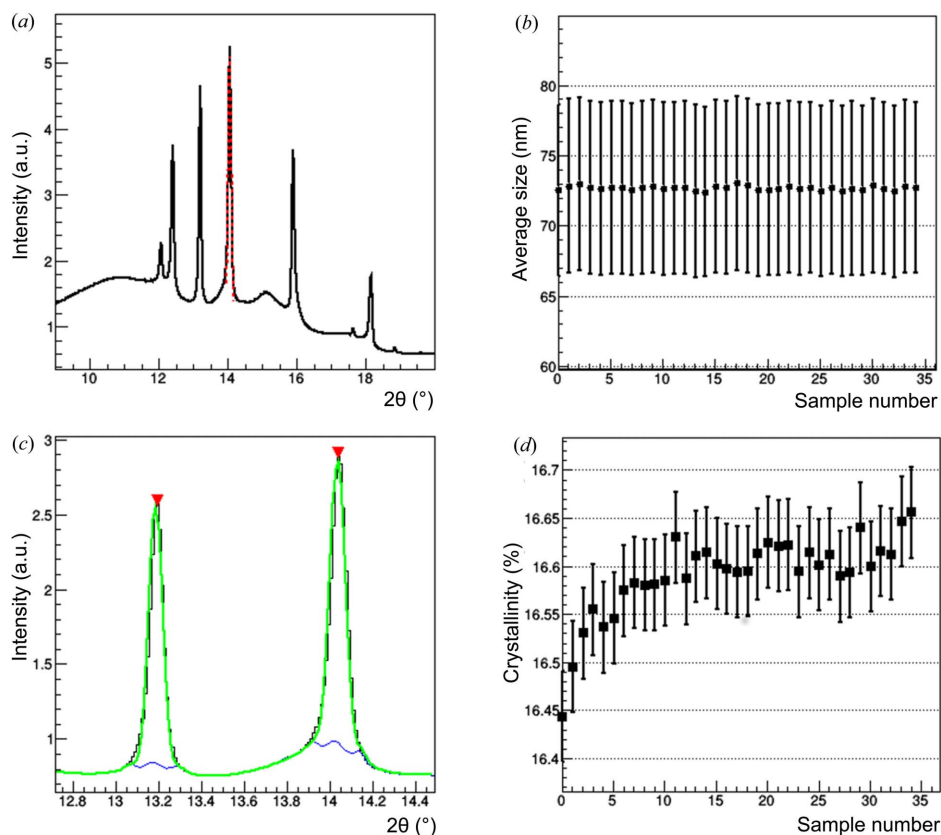 (a)
5
4
3
2
1
Intensity (a.u.)
10 12 14 16 18
2θ (°)
(b)
80
75
70
65
60
Average size (nm)
0 5 10 15 20 25 30 35
Sample number
(c)
3
2.5
2
1.5
1
Intensity (a.u.)
12.8 13 13.2 13.4 13.6 13.8 14 14.2 14.4
2θ (°)
(d)
16.7
16.65
16.6
16.55
16.5
16.45
16.4
Crystallinity (%)
0 5 10 15 20 25 30 35
Sample number